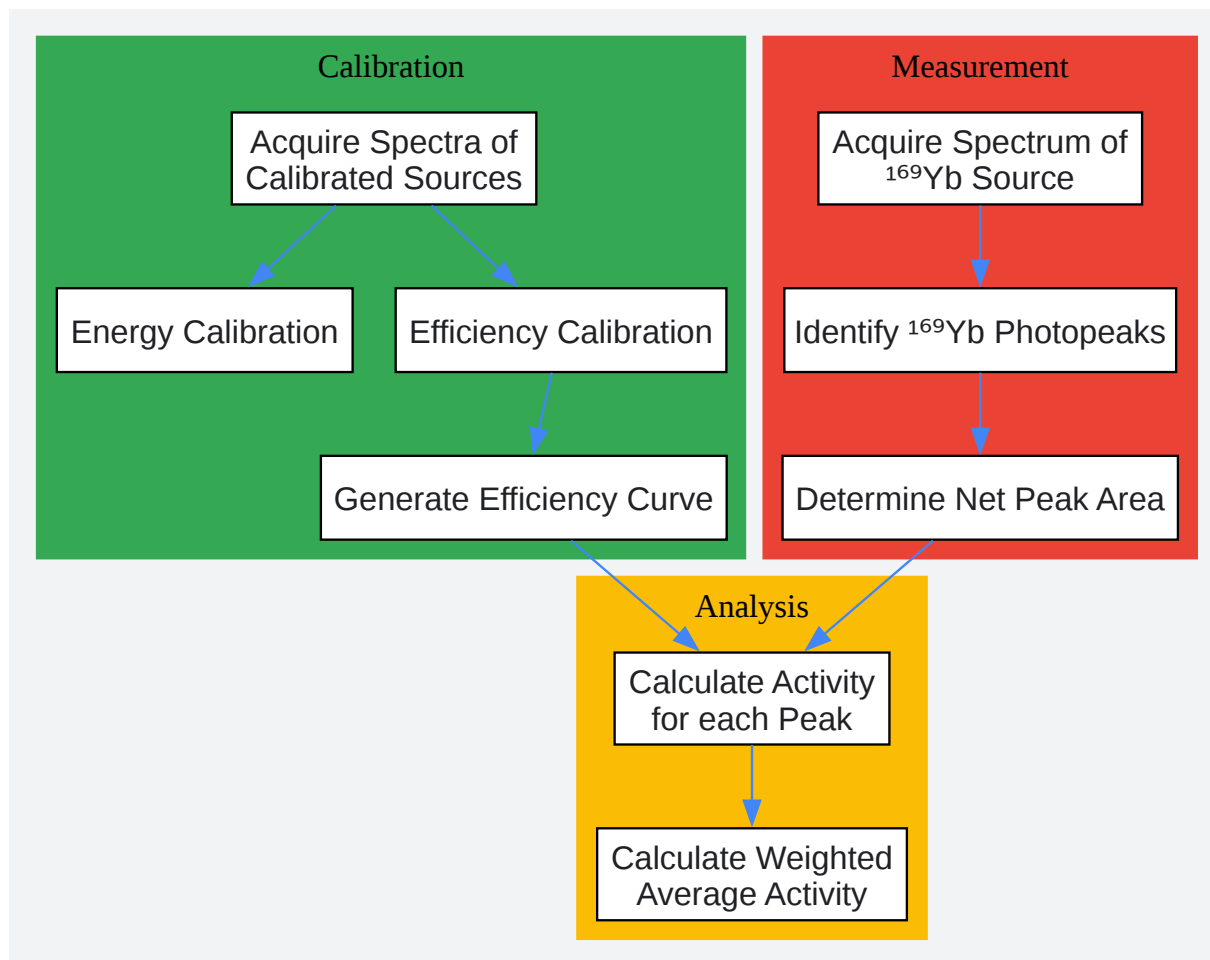 Calibration
Acquire Spectra of
Calibrated Sources
Energy Calibration
Efficiency Calibration
Generate Efficiency Curve
Measurement
Acquire Spectrum of
¹⁶⁹Yb Source
Identify ¹⁶⁹Yb Photopeaks
Determine Net Peak Area
Analysis
Calculate Activity
for each Peak
Calculate Weighted
Average Activity